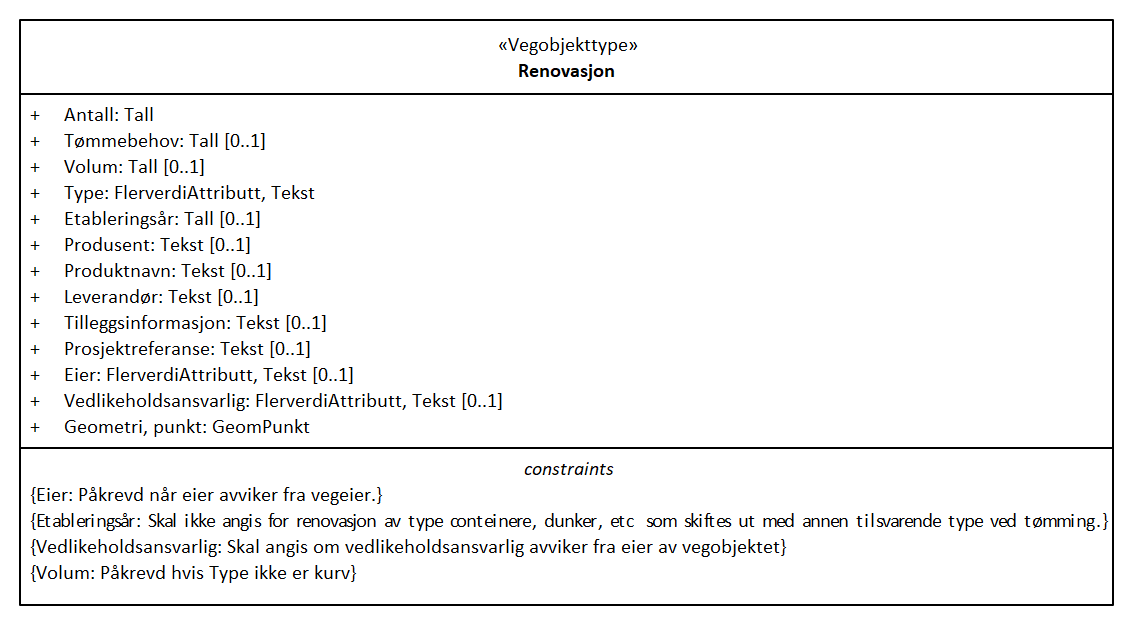 «Vegobjekttype»
Renovasjon
+ Antall: Tall
+ Tømmebehov: Tall [0..1]
+ Volum: Tall [0..1]
+ Type: FlerverdiAttributt, Tekst
+ Etableringsår: Tall [0..1]
+ Produsent: Tekst [0..1]
+ Produktnavn: Tekst [0..1]
+ Leverandør: Tekst [0..1]
+ Tilleggsinformasjon: Tekst [0..1]
+ Prosjektreferanse: Tekst [0..1]
+ Eier: FlerverdiAttributt, Tekst [0..1]
+ Vedlikeholdsansvarlig: FlerverdiAttributt, Tekst [0..1]
+ Geometri, punkt: GeomPunkt
constraints
{Eier: Påkrevd når eier avviker fra vegeier.}
{Etableringsår: Skal ikke angis for renovasjon av type conteinere, dunker, etc som skiftes ut med annen tilsvarende type ved tømming.}
{Vedlikeholdsansvarlig: Skal angis om vedlikeholdsansvarlig avviker fra eier av vegobjektet}
{Volum: Påkrevd hvis Type ikke er kurv}